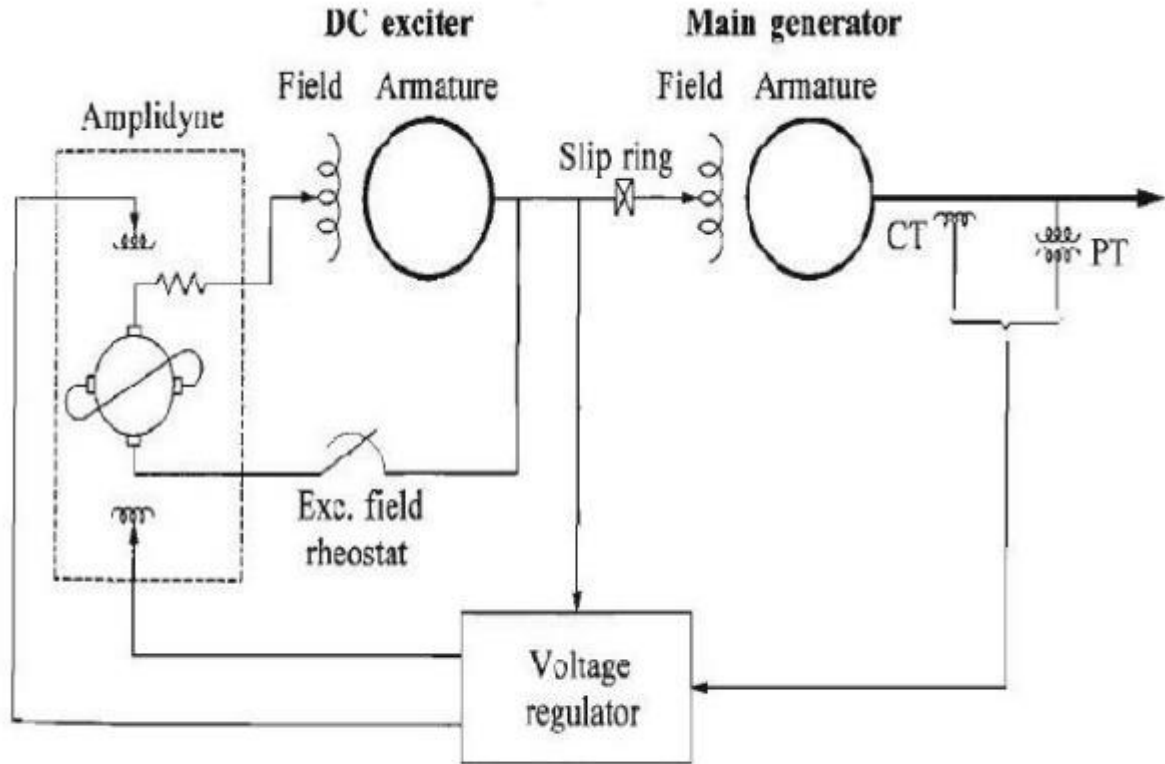 DC exciter
Main generator
Field
Armature
Field
Armature
Amplidyne
Slip ring
CT
PT
Exc. field
rheostat
Voltage
regulator